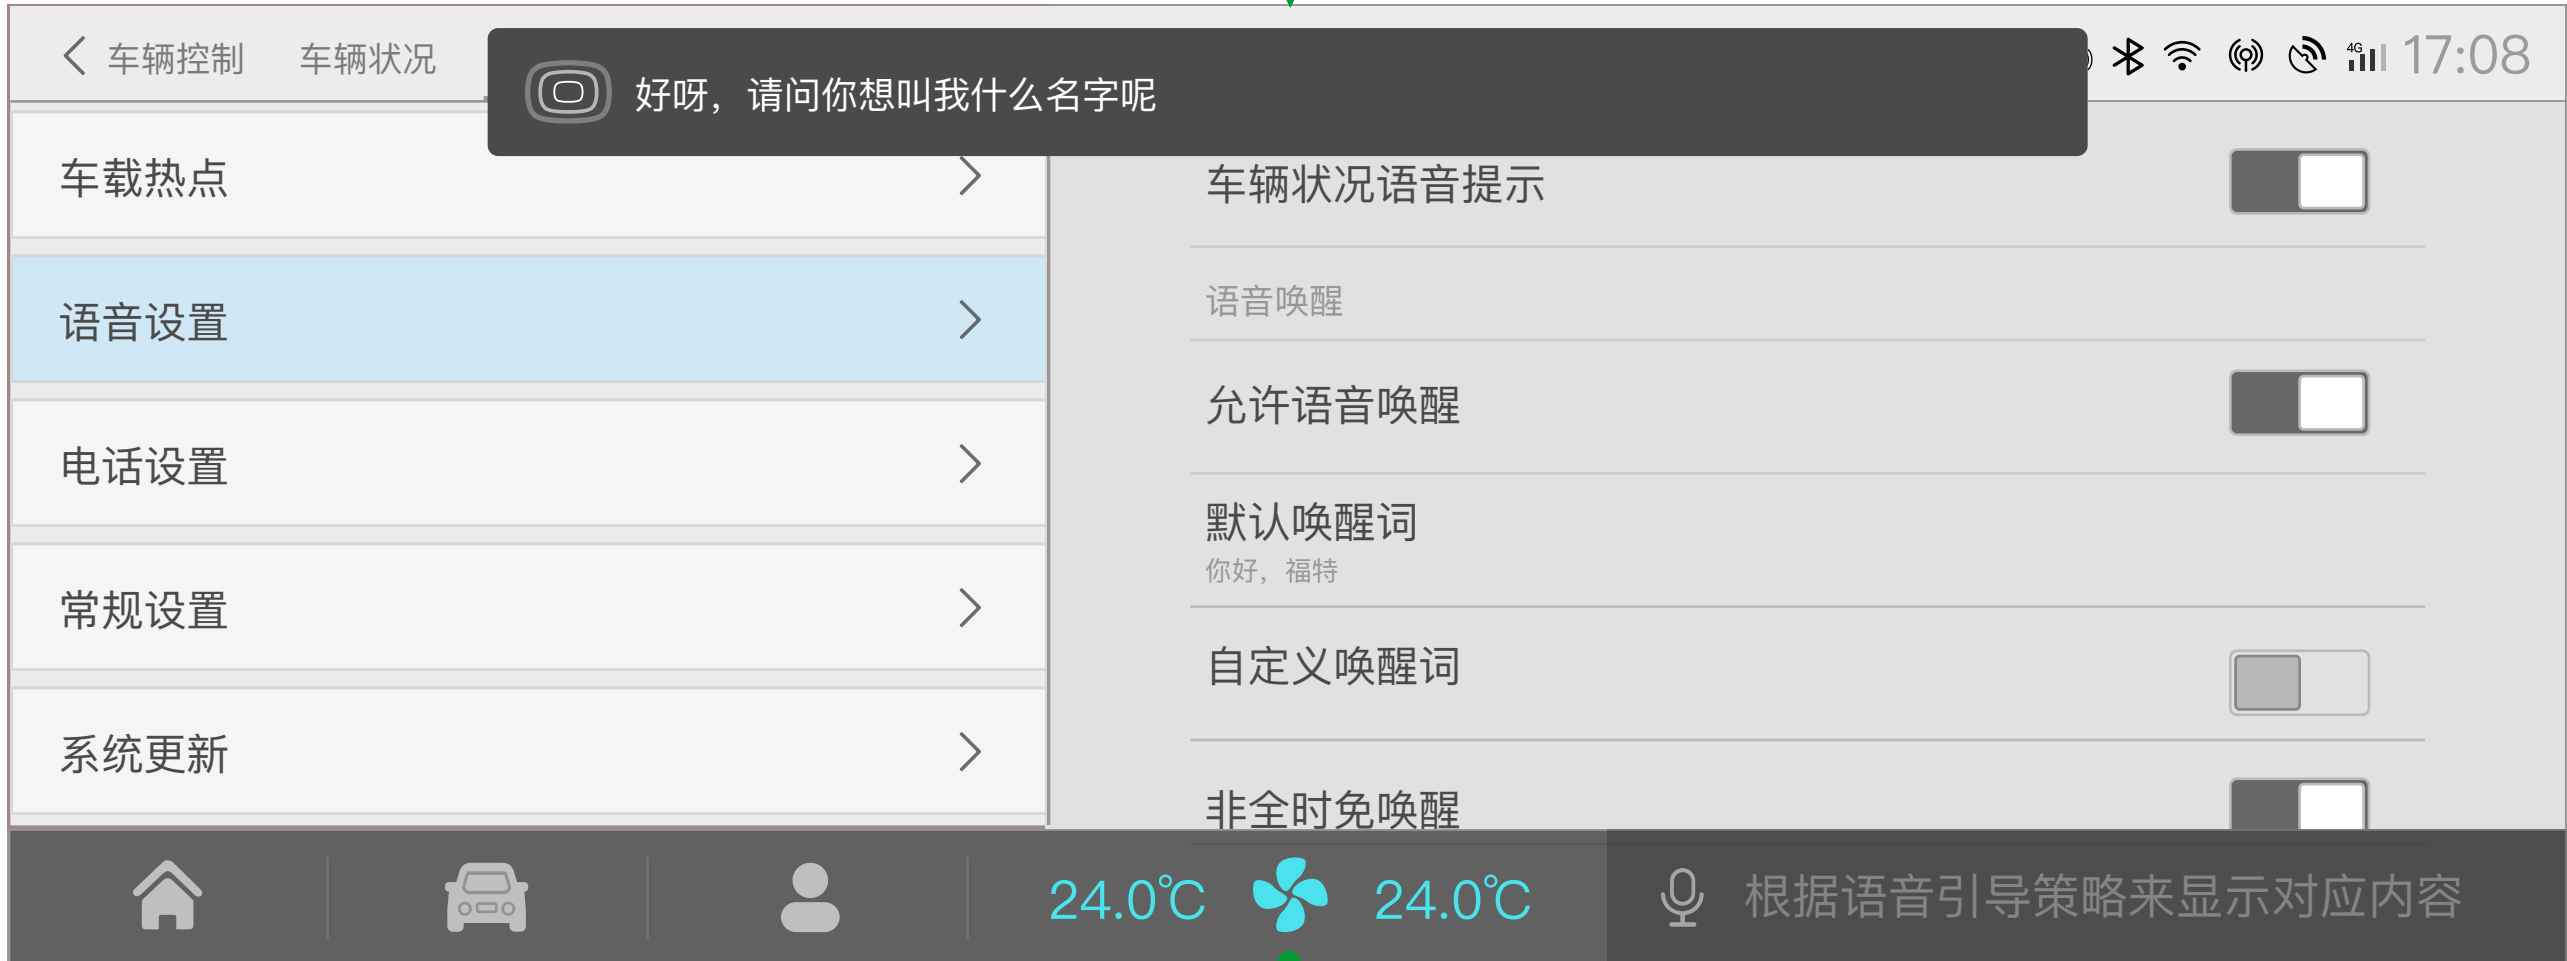 车辆控制 车辆状况
好呀，请问你想叫我什么名字呢
4G 17:08
车载热点
语音设置
电话设置
常规设置
系统更新
车辆状况语音提示
语音唤醒
允许语音唤醒
默认唤醒词
你好，福特
自定义唤醒词
非全时免唤醒
24.0℃ 24.0℃ 根据语音引导策略来显示对应内容